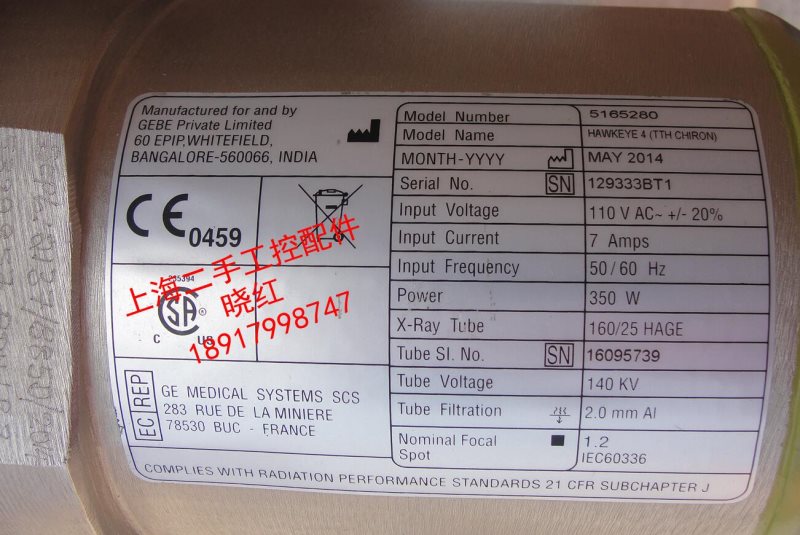 Manufactured for and by
GEBE Private Limited
60 EPIP, WHITEFIELD,
BANGALORE-560066, INDIA
CE 0459
235394
SA®
C US
EC REP
GE MEDICAL SYSTEMS SCS
283 RUE DE LA MINIERE
78530 BUC - FRANCE
Model Number 5165280
Model Name HAWKEYE 4 (TTH CHIRON)
MONTH-YYYY MAY 2014
Serial No. SN 129333BT1
Input Voltage 110 V AC~ +/- 20%
Input Current 7 Amps
Input Frequency 50/60 Hz
Power 350 W
X-Ray Tube 160/25 HAGE
Tube Sl. No. SN 16095739
Tube Voltage 140 KV
Tube Filtration 2.0 mm Al
Nominal Focal Spot 1.2
IEC60336
COMPLIES WITH RADIATION PERFORMANCE STANDARDS 21 CFR SUBCHAPTER J
上海二手工控配件
晓红
18917998747